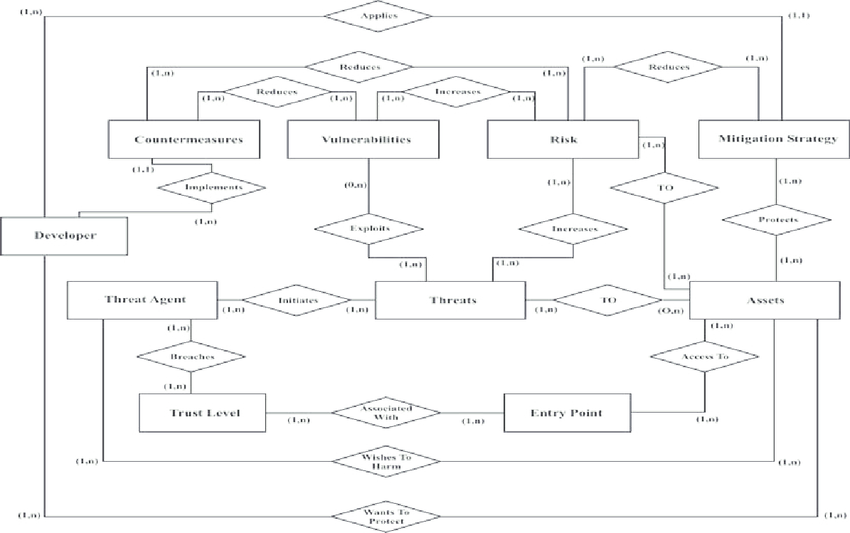 (1,n)
Applies
(1,1)
Reduces
(1,n)
(1,n)
(1,n)
Reduces
(1,n)
Reduces
(1,n)
(1,n)
Increases
(1,n)
(1,n)
Countermeasures
Vulnerabilities
Risk
Mitigation Strategy
(1,n)
(1,1)
Implements
(0,n)
(1,n)
TO
(1,n)
(1,n)
Developer
Exploits
Increases
Protects
(1,n)
(1,n)
(1,n)
(1,n)
Threat Agent
Initiates
Threats
TO
Assets
(1,n)
(1,n)
(1,n)
(O,n)
(1,n)
(1,n)
Breaches
Access To
(1,n)
Trust Level
Associated
With
Entry Point
(1,n)
(1,n)
(1,n)
(1,n)
Wishes To
Harm
(1,n)
(1,n)
Wants To
Protect
(1,n)